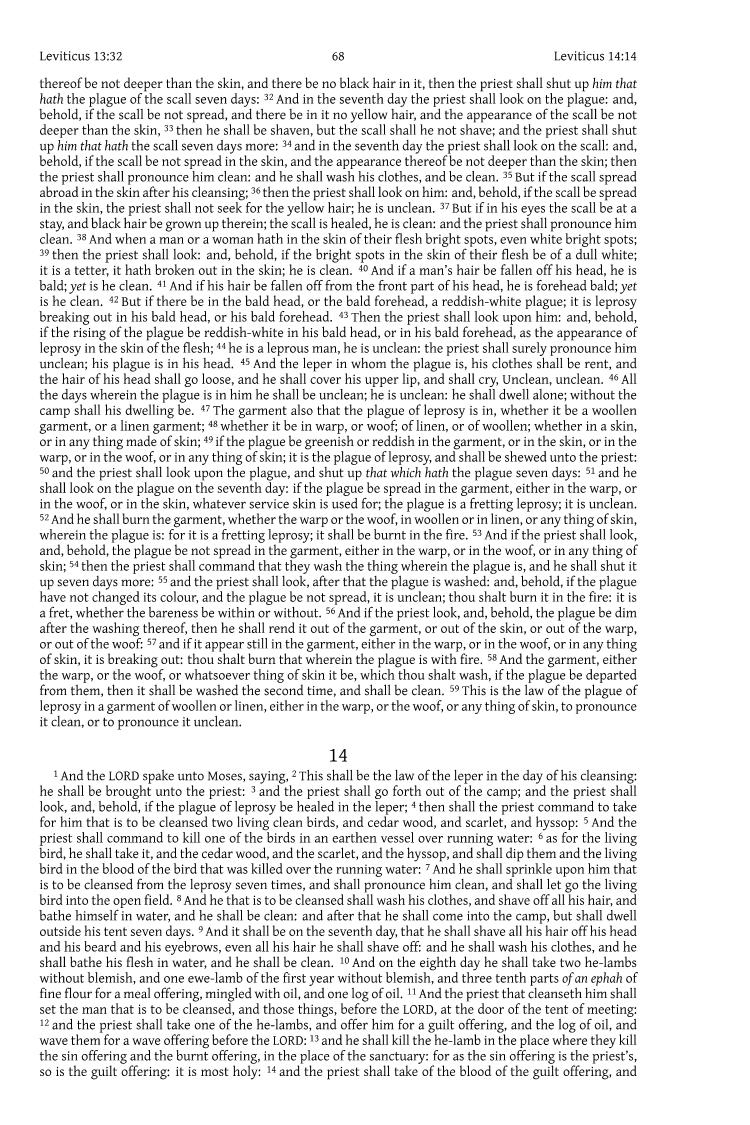 Leviticus 13:32 68 Leviticus 14:14
thereof be not deeper than the skin, and there be no black hair in it, then the priest shall shut up him that
hath the plague of the scall seven days: 32 And in the seventh day the priest shall look on the plague: and,
behold, if the scall be not spread, and there be in it no yellow hair, and the appearance of the scall be not
deeper than the skin, 33 then he shall be shaven, but the scall shall he not shave; and the priest shall shut
up him that hath the scall seven days more: 34 and in the seventh day the priest shall look on the scall: and,
behold, if the scall be not spread in the skin, and the appearance thereof be not deeper than the skin; then
the priest shall pronounce him clean: and he shall wash his clothes, and be clean. 35 But if the scall spread
abroad in the skin after his cleansing; 36 then the priest shall look on him: and, behold, if the scall be spread
in the skin, the priest shall not seek for the yellow hair; he is unclean. 37 But if in his eyes the scall be at a
stay, and black hair be grown up therein; the scall is healed, he is clean: and the priest shall pronounce him
clean. 38 And when a man or a woman hath in the skin of their flesh bright spots, even white bright spots;
39 then the priest shall look: and, behold, if the bright spots in the skin of their flesh be of a dull white;
it is a tetter, it hath broken out in the skin; he is clean. 40 And if a man's hair be fallen off his head, he is
bald; yet is he clean. 41 And if his hair be fallen off from the front part of his head, he is forehead bald; yet
is he clean. 42 But if there be in the bald head, or the bald forehead, a reddish-white plague; it is leprosy
breaking out in his bald head, or his bald forehead. 43 Then the priest shall look upon him: and, behold,
if the rising of the plague be reddish-white in his bald head, or in his bald forehead, as the appearance of
leprosy in the skin of the flesh; 44 he is a leprous man, he is unclean: the priest shall surely pronounce him
unclean; his plague is in his head. 45 And the leper in whom the plague is, his clothes shall be rent, and
the hair of his head shall go loose, and he shall cover his upper lip, and shall cry, Unclean, unclean. 46 All
the days wherein the plague is in him he shall be unclean; he is unclean: he shall dwell alone; without the
camp shall his dwelling be. 47 The garment also that the plague of leprosy is in, whether it be a woollen
garment, or a linen garment; 48 whether it be in warp, or woof; of linen, or of woollen; whether in a skin,
or in any thing made of skin; 49 if the plague be greenish or reddish in the garment, or in the skin, or in the
warp, or in the woof, or in any thing of skin; it is the plague of leprosy, and shall be shewed unto the priest:
50 and the priest shall look upon the plague, and shut up that which hath the plague seven days: 51 and he
shall look on the plague on the seventh day: if the plague be spread in the garment, either in the warp, or
in the woof, or in the skin, whatever service skin is used for; the plague is a fretting leprosy; it is unclean.
52 And he shall burn the garment, whether the warp or the woof, in woollen or in linen, or any thing of skin,
wherein the plague is: for it is a fretting leprosy; it shall be burnt in the fire. 53 And if the priest shall look,
and, behold, the plague be not spread in the garment, either in the warp, or in the woof, or in any thing of
skin; 54 then the priest shall command that they wash the thing wherein the plague is, and he shall shut it
up seven days more: 55 and the priest shall look, after that the plague is washed: and, behold, if the plague
have not changed its colour, and the plague be not spread, it is unclean; thou shalt burn it in the fire: it is
a fret, whether the bareness be within or without. 56 And if the priest look, and, behold, the plague be dim
after the washing thereof, then he shall rend it out of the garment, or out of the skin, or out of the warp,
or out of the woof: 57 and if it appear still in the garment, either in the warp, or in the woof, or in any thing
of skin, it is breaking out: thou shalt burn that wherein the plague is with fire. 58 And the garment, either
the warp, or the woof, or whatsoever thing of skin it be, which thou shalt wash, if the plague be departed
from them, then it shall be washed the second time, and shall be clean. 59 This is the law of the plague of
leprosy in a garment of woollen or linen, either in the warp, or the woof, or any thing of skin, to pronounce
it clean, or to pronounce it unclean.
14
1 And the LORD spake unto Moses, saying, 2 This shall be the law of the leper in the day of his cleansing:
he shall be brought unto the priest: 3 and the priest shall go forth out of the camp; and the priest shall
look, and, behold, if the plague of leprosy be healed in the leper; 4 then shall the priest command to take
for him that is to be cleansed two living clean birds, and cedar wood, and scarlet, and hyssop: 5 And the
priest shall command to kill one of the birds in an earthen vessel over running water: 6 as for the living
bird, he shall take it, and the cedar wood, and the scarlet, and the hyssop, and shall dip them and the living
bird in the blood of the bird that was killed over the running water: 7 And he shall sprinkle upon him that
is to be cleansed from the leprosy seven times, and shall pronounce him clean, and shall let go the living
bird into the open field. 8 And he that is to be cleansed shall wash his clothes, and shave off all his hair, and
bathe himself in water, and he shall be clean: and after that he shall come into the camp, but shall dwell
outside his tent seven days. 9 And it shall be on the seventh day, that he shall shave all his hair off his head
and his beard and his eyebrows, even all his hair he shall shave off: and he shall wash his clothes, and he
shall bathe his flesh in water, and he shall be clean. 10 And on the eighth day he shall take two he-lambs
without blemish, and one ewe-lamb of the first year without blemish, and three tenth parts of an ephah of
fine flour for a meal offering, mingled with oil, and one log of oil. 11 And the priest that cleanseth him shall
set the man that is to be cleansed, and those things, before the LORD, at the door of the tent of meeting:
12 and the priest shall take one of the he-lambs, and offer him for a guilt offering, and the log of oil, and
wave them for a wave offering before the LORD: 13 and he shall kill the he-lamb in the place where they kill
the sin offering and the burnt offering, in the place of the sanctuary: for as the sin offering is the priest's,
so is the guilt offering: it is most holy: 14 and the priest shall take of the blood of the guilt offering, and